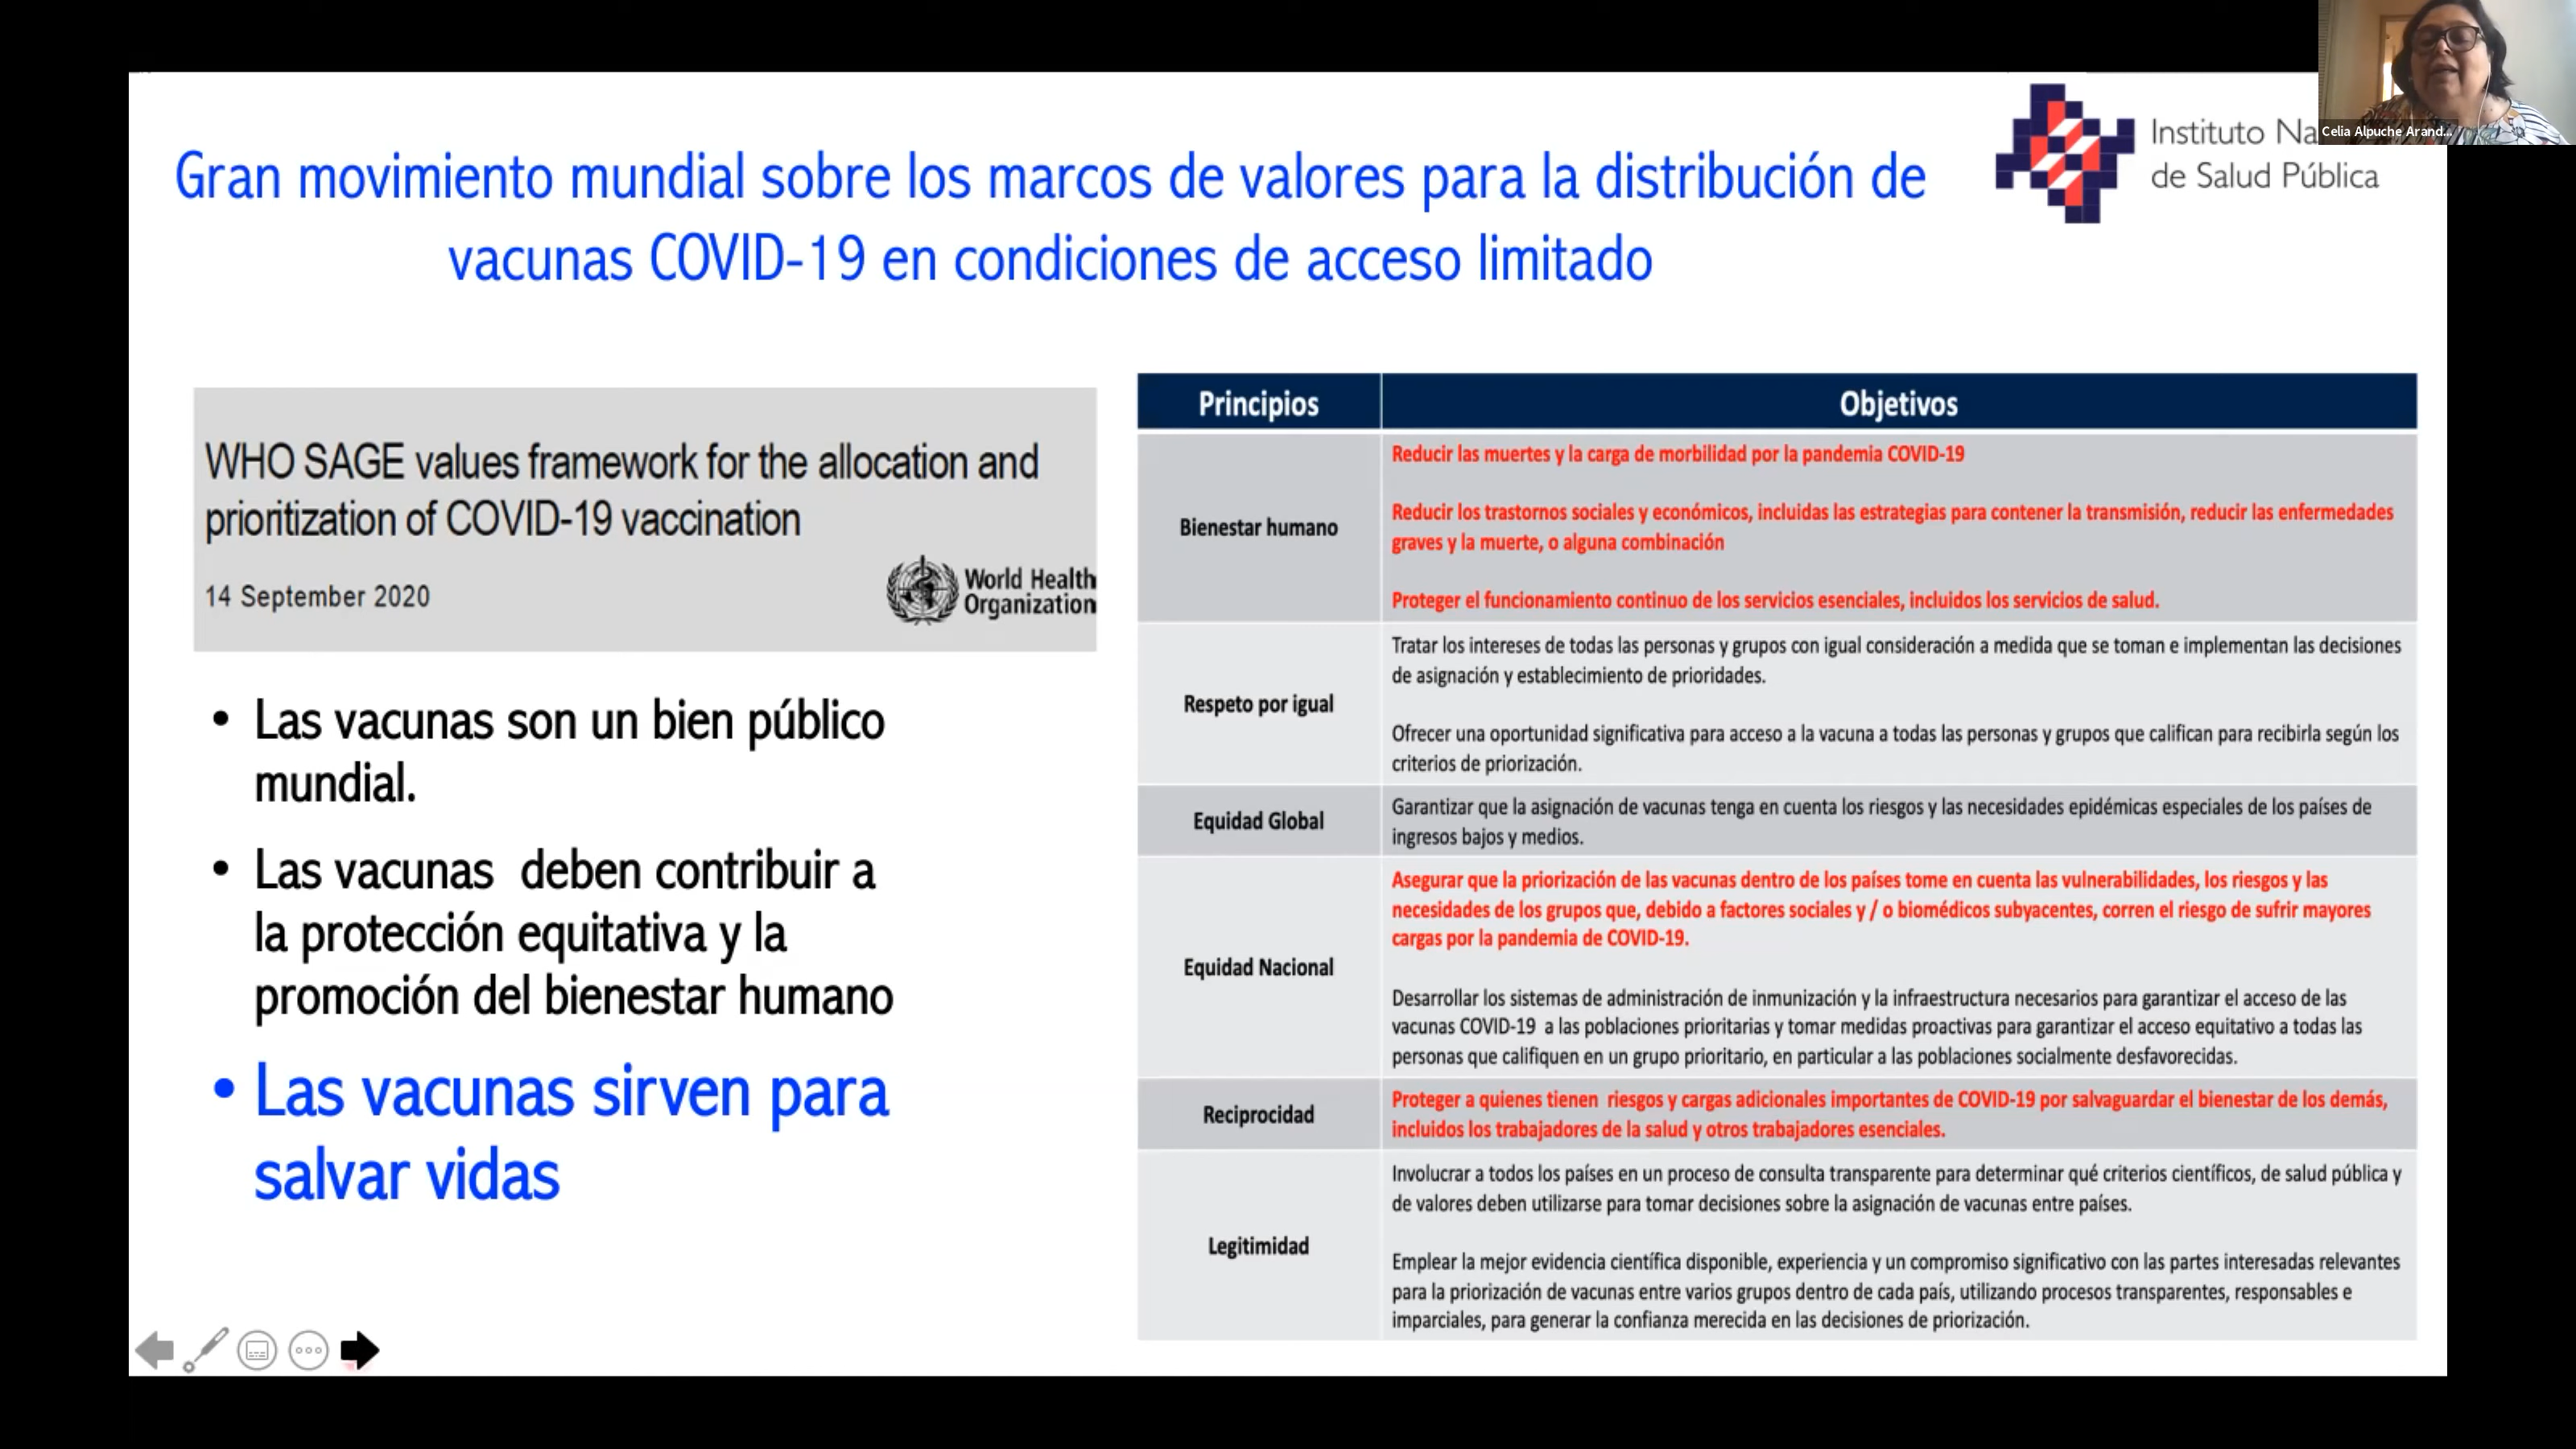 Celia Alpuche Arand...
Instituto Na
de Salud Pública
Gran movimiento mundial sobre los marcos de valores para la distribución de
vacunas COVID-19 en condiciones de acceso limitado
WHO SAGE values framework for the allocation and
prioritization of COVID-19 vaccination
14 September 2020
World Health
Organization
• Las vacunas son un bien público
mundial.
• Las vacunas deben contribuir a
la protección equitativa y la
promoción del bienestar humano
• Las vacunas sirven para
salvar vidas
Principios
Objetivos
Bienestar humano
Reducir las muertes y la carga de morbilidad por la pandemia COVID-19
Reducir los trastornos sociales y económicos, incluidas las estrategias para contener la transmisión, reducir las enfermedades
graves y la muerte, o alguna combinación
Proteger el funcionamiento continuo de los servicios esenciales, incluidos los servicios de salud.
Respeto por igual
Tratar los intereses de todas las personas y grupos con igual consideración a medida que se toman e implementan las decisiones
de asignación y establecimiento de prioridades.
Ofrecer una oportunidad significativa para acceso a la vacuna a todas las personas y grupos que califican para recibirla según los
criterios de priorización.
Equidad Global
Garantizar que la asignación de vacunas tenga en cuenta los riesgos y las necesidades epidémicas especiales de los países de
ingresos bajos y medios.
Equidad Nacional
Asegurar que la priorización de las vacunas dentro de los países tome en cuenta las vulnerabilidades, los riesgos y las
necesidades de los grupos que, debido a factores sociales y / o biomédicos subyacentes, corren el riesgo de sufrir mayores
cargas por la pandemia de COVID-19.
Desarrollar los sistemas de administración de inmunización y la infraestructura necesarios para garantizar el acceso de las
vacunas COVID-19 a las poblaciones prioritarias y tomar medidas proactivas para garantizar el acceso equitativo a todas las
personas que califiquen en un grupo prioritario, en particular a las poblaciones socialmente desfavorecidas.
Reciprocidad
Proteger a quienes tienen riesgos y cargas adicionales importantes de COVID-19 por salvaguardar el bienestar de los demás,
incluidos los trabajadores de la salud y otros trabajadores esenciales.
Legitimidad
Involucrar a todos los países en un proceso de consulta transparente para determinar qué criterios científicos, de salud pública y
de valores deben utilizarse para tomar decisiones sobre la asignación de vacunas entre países.
Emplear la mejor evidencia científica disponible, experiencia y un compromiso significativo con las partes interesadas relevantes
para la priorización de vacunas entre varios grupos dentro de cada país, utilizando procesos transparentes, responsables e
imparciales, para generar la confianza merecida en las decisiones de priorización.